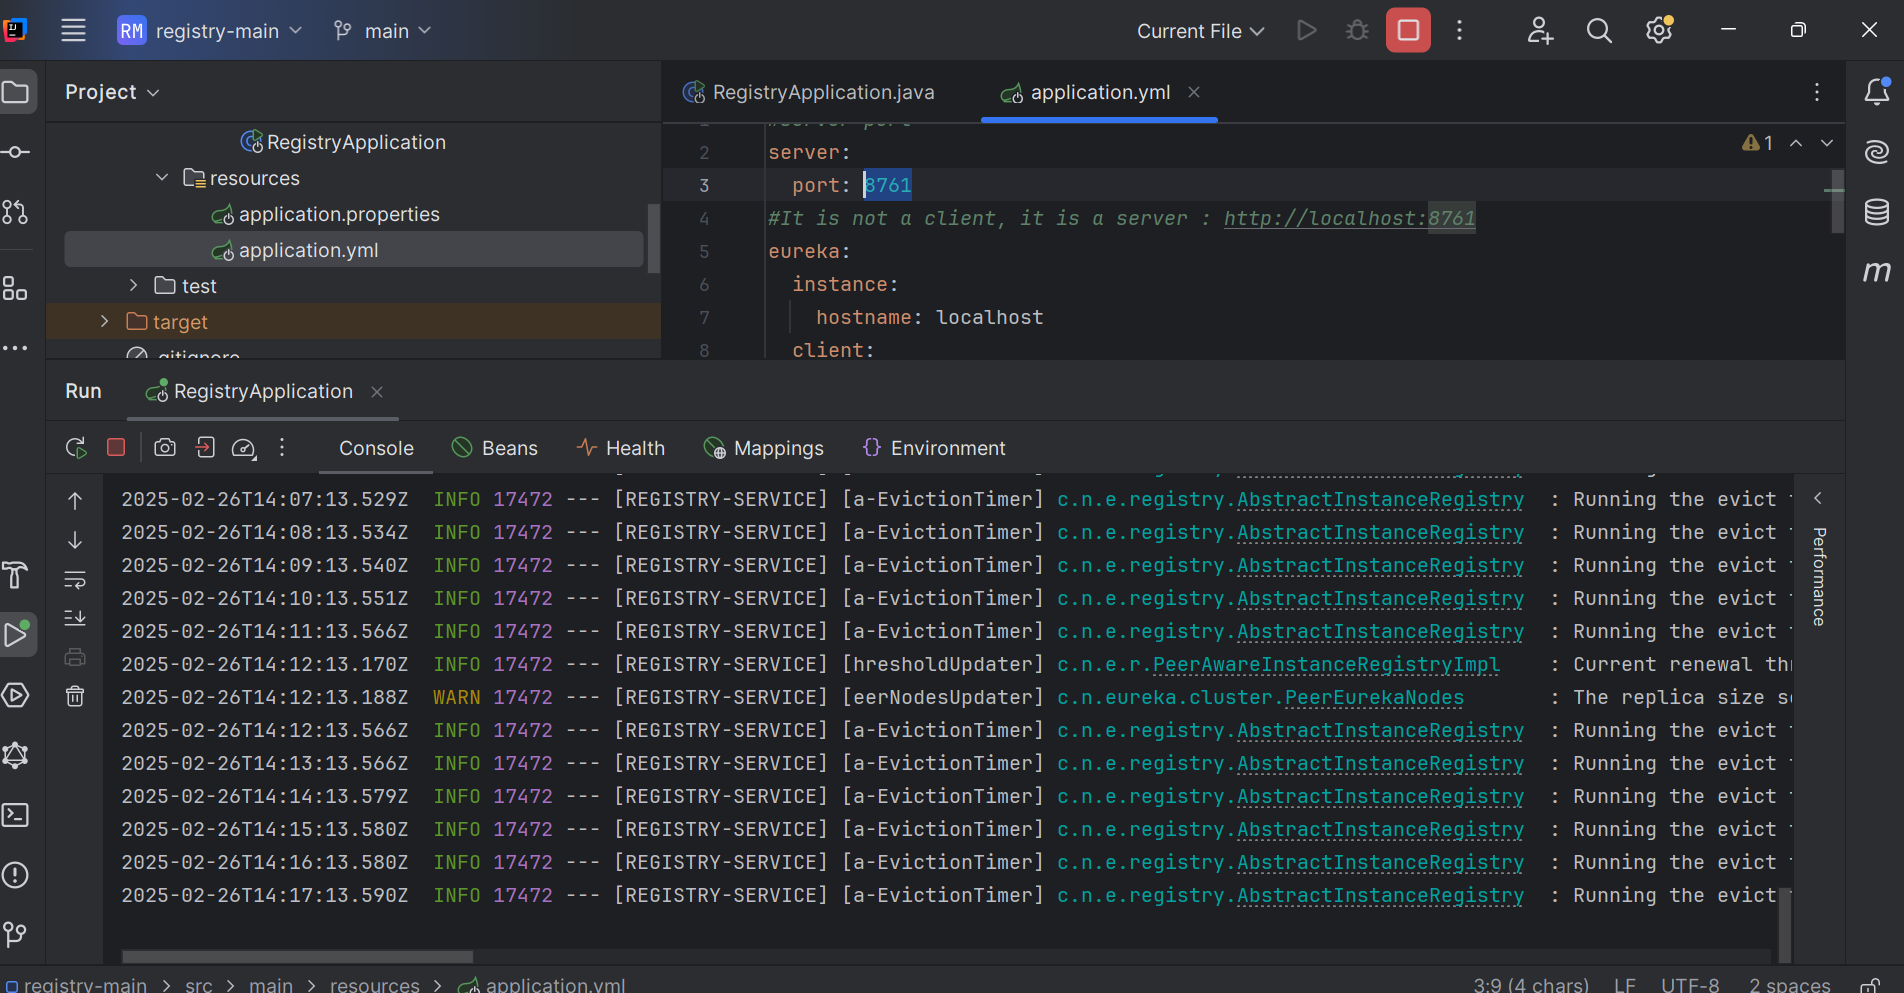 RM registry-main main Current File
Project
RegistryApplication.java application.yml
RegistryApplication
resources
application.properties
application.yml
test
target
.gitignore
1 #Server port
2 server:
3 port: 8761
4 #It is not a client, it is a server : http://localhost:8761
5 eureka:
6 instance:
7 hostname: localhost
8 client:
1
m
Run RegistryApplication
Console Beans Health Mappings Environment
2025-02-26T14:07:13.529Z INFO 17472 --- [REGISTRY-SERVICE] [a-EvictionTimer] c.n.e.registry.AbstractInstanceRegistry : Running the evict
2025-02-26T14:08:13.534Z INFO 17472 --- [REGISTRY-SERVICE] [a-EvictionTimer] c.n.e.registry.AbstractInstanceRegistry : Running the evict
2025-02-26T14:09:13.540Z INFO 17472 --- [REGISTRY-SERVICE] [a-EvictionTimer] c.n.e.registry.AbstractInstanceRegistry : Running the evict
2025-02-26T14:10:13.551Z INFO 17472 --- [REGISTRY-SERVICE] [a-EvictionTimer] c.n.e.registry.AbstractInstanceRegistry : Running the evict
2025-02-26T14:11:13.566Z INFO 17472 --- [REGISTRY-SERVICE] [a-EvictionTimer] c.n.e.registry.AbstractInstanceRegistry : Running the evict
2025-02-26T14:12:13.170Z INFO 17472 --- [REGISTRY-SERVICE] [hresholdUpdater] c.n.e.r.PeerAwareInstanceRegistryImpl : Current renewal
2025-02-26T14:12:13.188Z WARN 17472 --- [REGISTRY-SERVICE] [eerNodesUpdater] c.n.eureka.cluster.PeerEurekaNodes : The replica size
2025-02-26T14:12:13.566Z INFO 17472 --- [REGISTRY-SERVICE] [a-EvictionTimer] c.n.e.registry.AbstractInstanceRegistry : Running the evict
2025-02-26T14:13:13.566Z INFO 17472 --- [REGISTRY-SERVICE] [a-EvictionTimer] c.n.e.registry.AbstractInstanceRegistry : Running the evict
2025-02-26T14:14:13.579Z INFO 17472 --- [REGISTRY-SERVICE] [a-EvictionTimer] c.n.e.registry.AbstractInstanceRegistry : Running the evict
2025-02-26T14:15:13.580Z INFO 17472 --- [REGISTRY-SERVICE] [a-EvictionTimer] c.n.e.registry.AbstractInstanceRegistry : Running the evict
2025-02-26T14:16:13.580Z INFO 17472 --- [REGISTRY-SERVICE] [a-EvictionTimer] c.n.e.registry.AbstractInstanceRegistry : Running the evict
2025-02-26T14:17:13.590Z INFO 17472 --- [REGISTRY-SERVICE] [a-EvictionTimer] c.n.e.registry.AbstractInstanceRegistry : Running the evict
Performance
registry-main > src > main > resources > application.yml 3:9 (4 chars) LF UTF-8 2 spaces